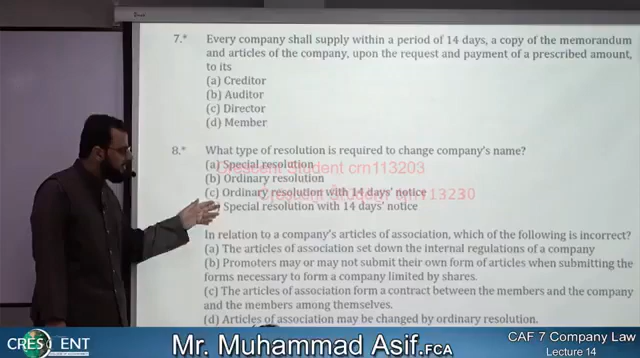 7.* Every company shall supply within a period of 14 days, a copy of the memorandum
and articles of the company, upon the request and payment of a prescribed amount,
to its
(a) Creditor
(b) Auditor
(c) Director
(d) Member
8.* What type of resolution is required to change company's name?
(a) Special resolution
Crescent Student crn113203
(b) Ordinary resolution
(c) Ordinary resolution with 14 days' notice
Crescent Student crn113230
Special resolution with 14 days' notice
In relation to a company's articles of association, which of the following is incorrect?
(a) The articles of association set down the internal regulations of a company
(b) Promoters may or may not submit their own form of articles when submitting the
forms necessary to form a company limited by shares.
(c) The articles of association form a contract between the members and the company
and the members among themselves.
(d) Articles of association may be changed by ordinary resolution.
CRESCENT
Mr. Muhammad Asif.FCA
CAF 7 Company Law
Lecture 14